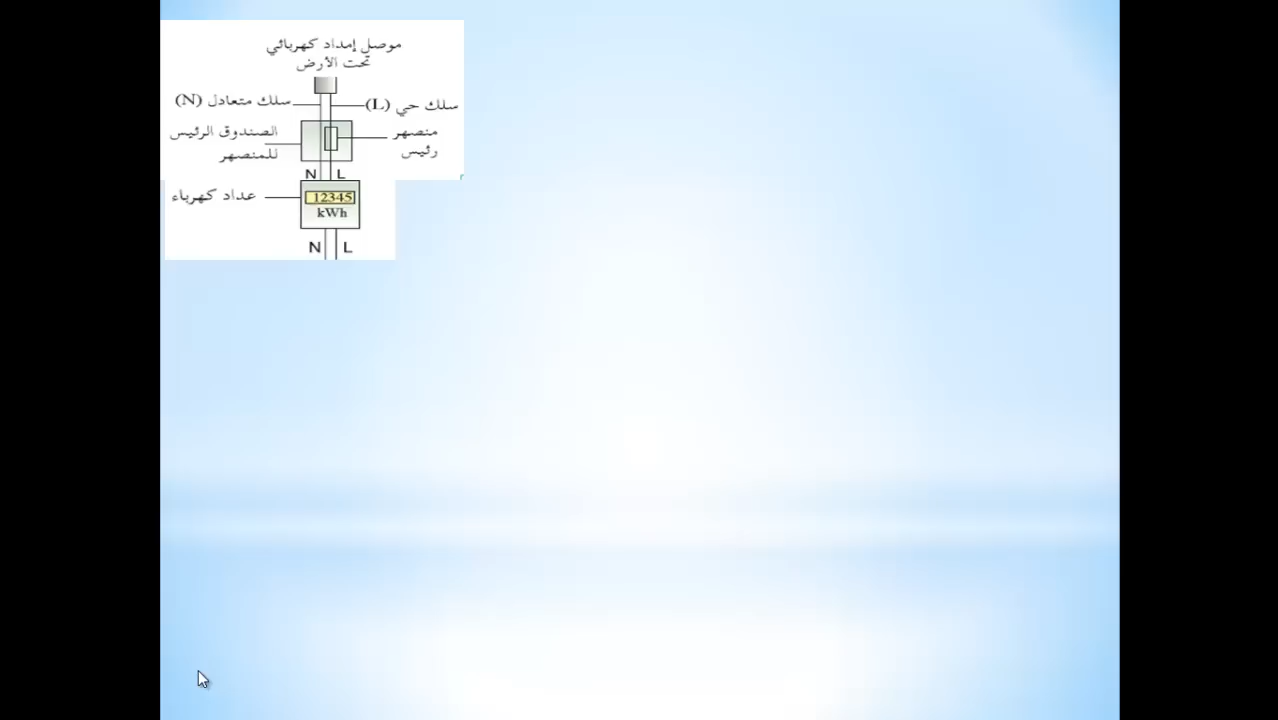 موصل إمداد كهربائي
تحت الأرض
سلك حي (L)
سلك متعادل (N)
منصهر
رئيس
الصندوق الرئيس
للمنصهر
N L
عداد كهرباء
12345
kWh
N L